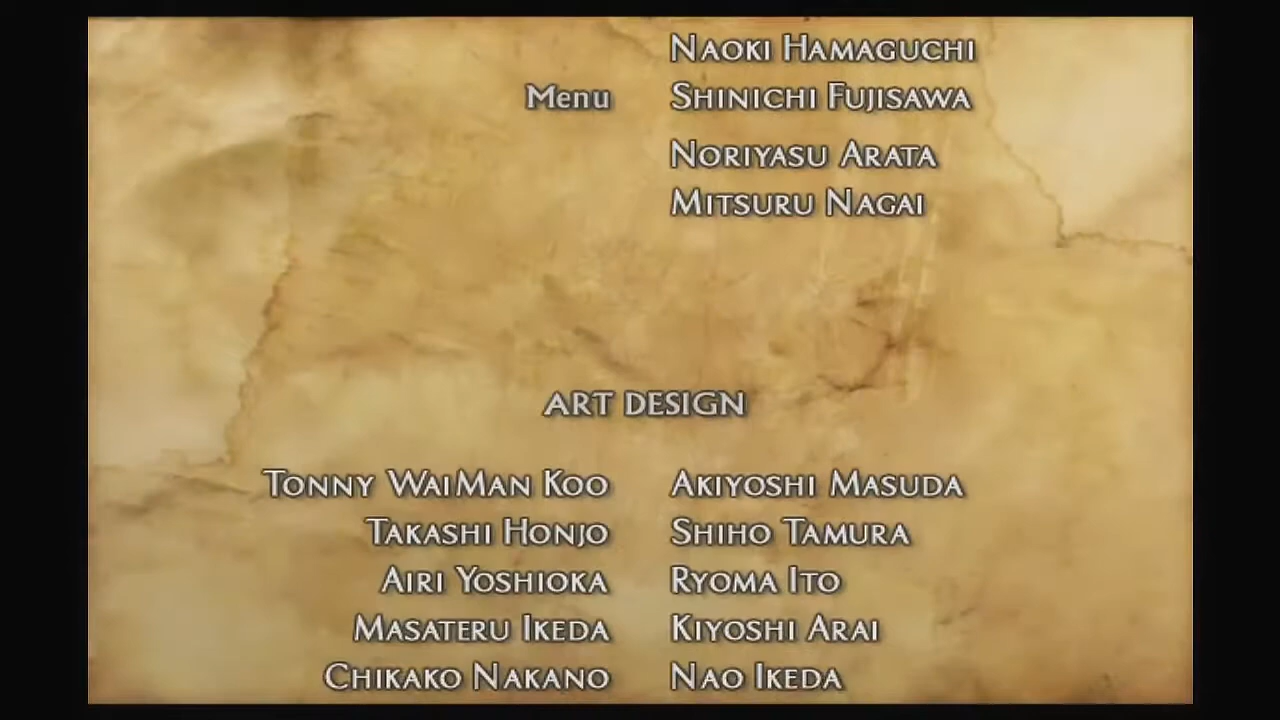 NAOKI HAMAGUCHI
Menu SHINICHI FUJISAWA
NORIYASU ARATA
MITSURU NAGAI
ART DESIGN
TONNY WAIMAN KOO AKIYOSHI MASUDA
TAKASHI HONJO SHIHO TAMURA
AIRI YOSHIOKA RYOMA ITO
MASATERU IKEDA KIYOSHI ARAI
CHIKAKO NAKANO NAO IKEDA